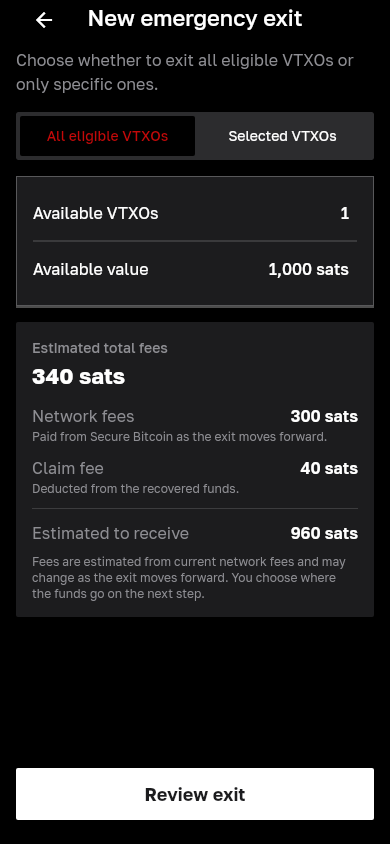 New emergency exit
Choose whether to exit all eligible VTXOs or
only specific ones.
All eligible VTXOs
Selected VTXOs
Available VTXOs
1
Available value
1,000 sats
Estimated total fees
340 sats
Network fees
300 sats
Paid from Secure Bitcoin as the exit moves forward.
Claim fee
40 sats
Deducted from the recovered funds.
Estimated to receive
960 sats
Fees are estimated from current network fees and may
change as the exit moves forward. You choose where
the funds go on the next step.
Review exit